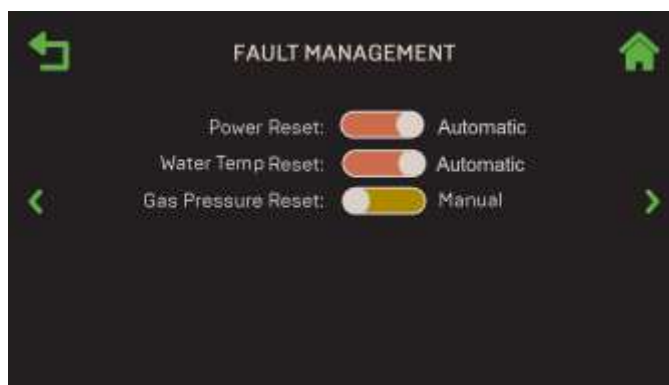 FAULT MANAGEMENT
Power Reset: Automatic
Water Temp Reset: Automatic
Gas Pressure Reset: Manual